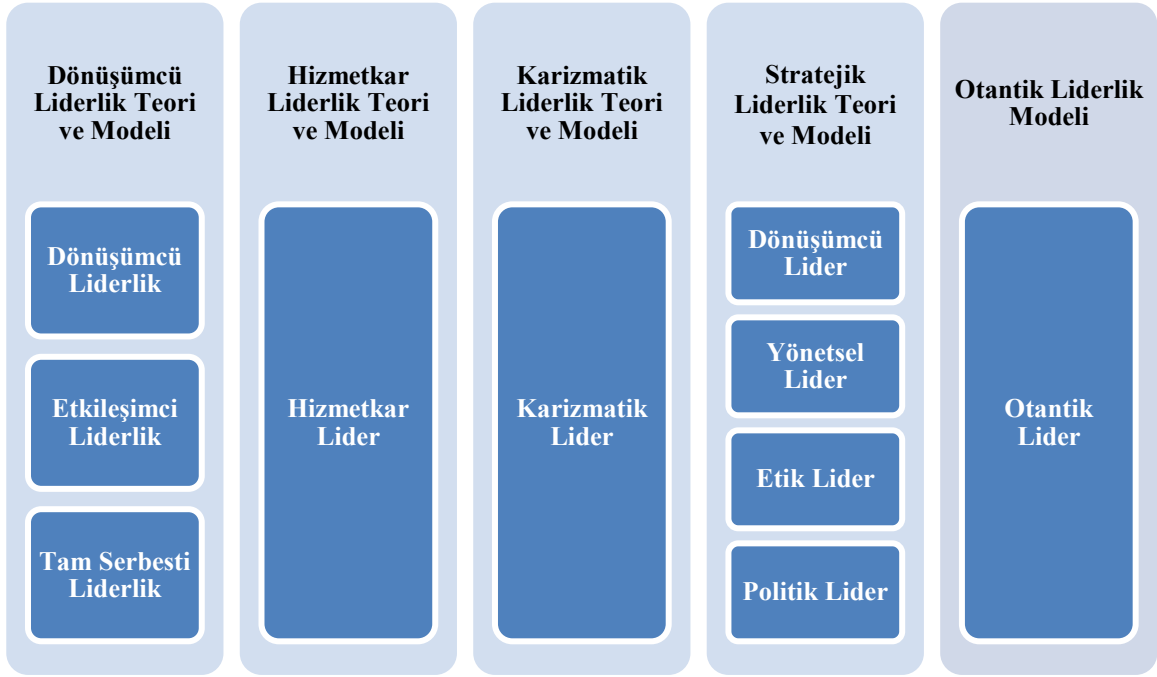 Dönüşümcü
Liderlik Teori
ve Modeli
Dönüşümcü
Liderlik
Etkileşimci
Liderlik
Tam Serbesti
Liderlik
Hizmetkar
Liderlik Teori
ve Modeli
Hizmetkar
Lider
Karizmatik
Liderlik Teori
ve Modeli
Karizmatik
Lider
Stratejik
Liderlik Teori
ve Modeli
Dönüşümcü
Lider
Yönetsel
Lider
Etik Lider
Politik Lider
Otantik Liderlik
Modeli
Otantik
Lider